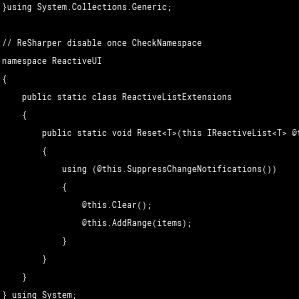 }using System.Collections.Generic;
// ReSharper disable once CheckNamespace
namespace ReactiveUI
{
public static class ReactiveListExtensions
{
public static void Reset<T>(this IReactiveList<T> @t
{
using (@this.SuppressChangeNotifications())
{
@this.Clear();
@this.AddRange(items);
}
}
}
} using System;